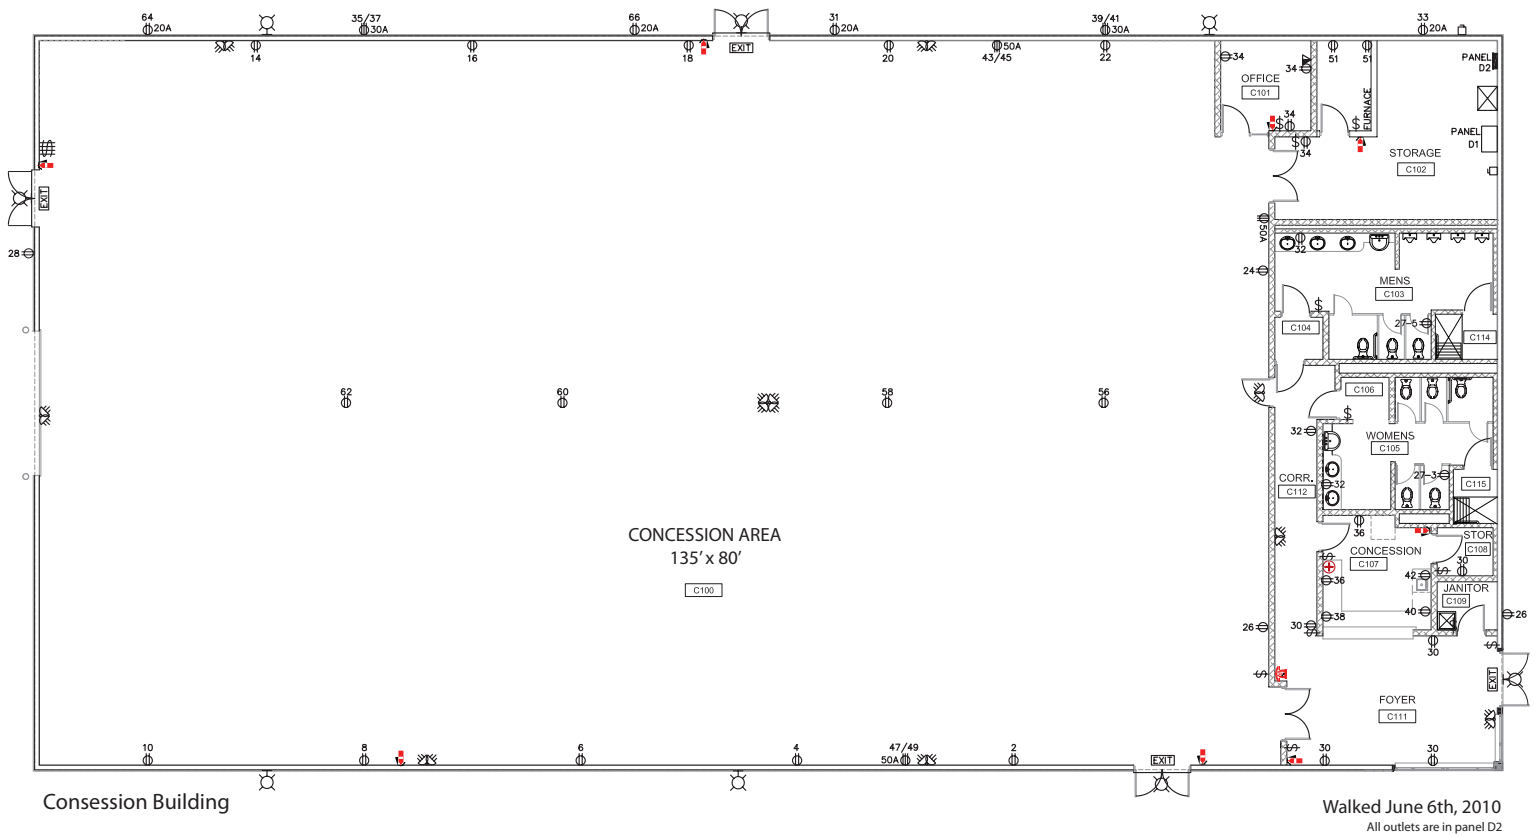 64
20A
35/37
30A
66
20A
31
20A
39/41
30A
33
20A
14
16
18
EXIT
20
50A
43/45
22
34
34
51
51
PANEL
D2
OFFICE
C101
FURNACE
34
$
$
34
$
PANEL
D1
STORAGE
C102
EXIT
28
50A
24
32
MENS
C103
$
27-5
C104
C114
62
60
58
56
C106
$
32
WOMENS
C105
27-3
CORR.
C112
32
C115
36
STOR
C108
CONCESSION
C107
$
30
$
42
36
JANITOR
C109
40
38
30
$
26
26
30
$
CONCESSION AREA
135' x 80'
C100
$
EXIT
FOYER
C111
10
8
6
4
47/49
50A
2
EXIT
$
30
30
Consession Building
Walked June 6th, 2010
All outlets are in panel D2